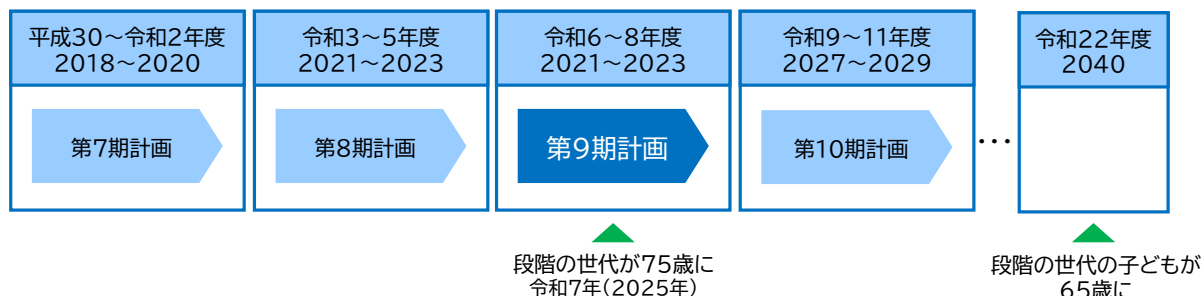 平成30～令和2年度
2018～2020
令和3～5年度
2021～2023
令和6～8年度
2021～2023
令和9～11年度
2027～2029
令和22年度
2040
第7期計画
第8期計画
第9期計画
第10期計画
…
段階の世代が75歳に
令和7年(2025年)
段階の世代の子どもが
65歳に